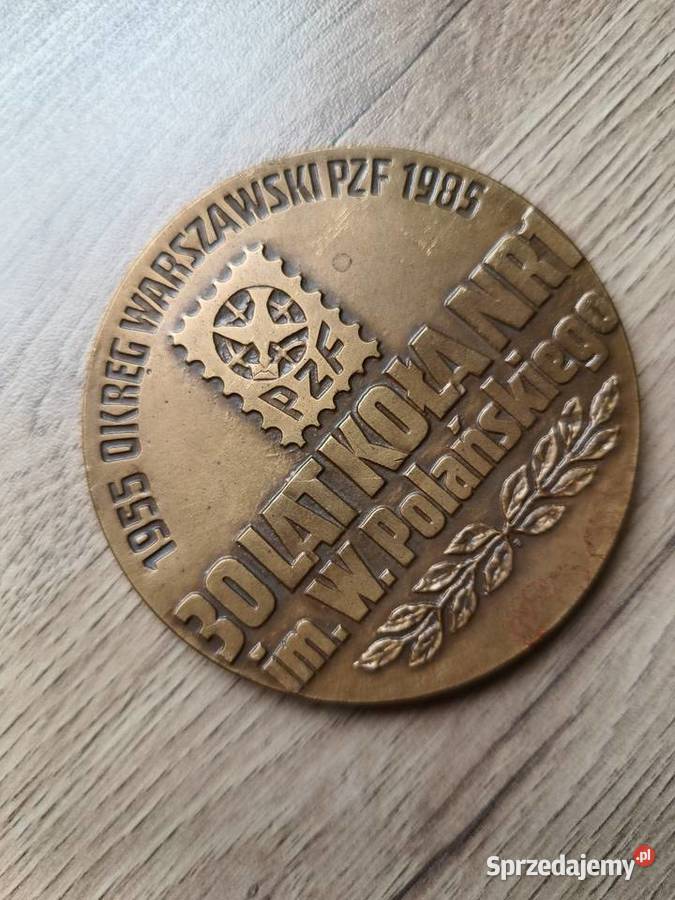 1955 OKRĘG WARSZAWSKI PZF 1985
PZF
30 LAT KOŁA NR 1
im. W. Polańskiego
Sprzedajemy.pl